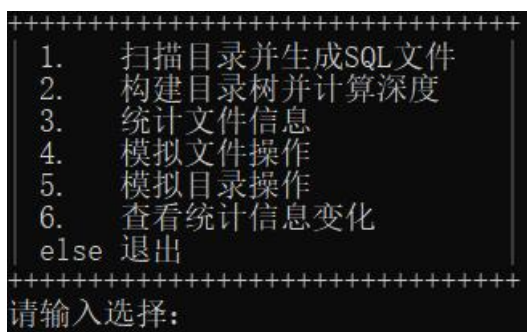 ++++++++++++++++++++++++++++++++++
| 1. 扫描目录并生成SQL文件 |
| 2. 构建目录树并计算深度 |
| 3. 统计文件信息 |
| 4. 模拟文件操作 |
| 5. 模拟目录操作 |
| 6. 查看统计信息变化 |
| else 退出 |
++++++++++++++++++++++++++++++++++
请输入选择: